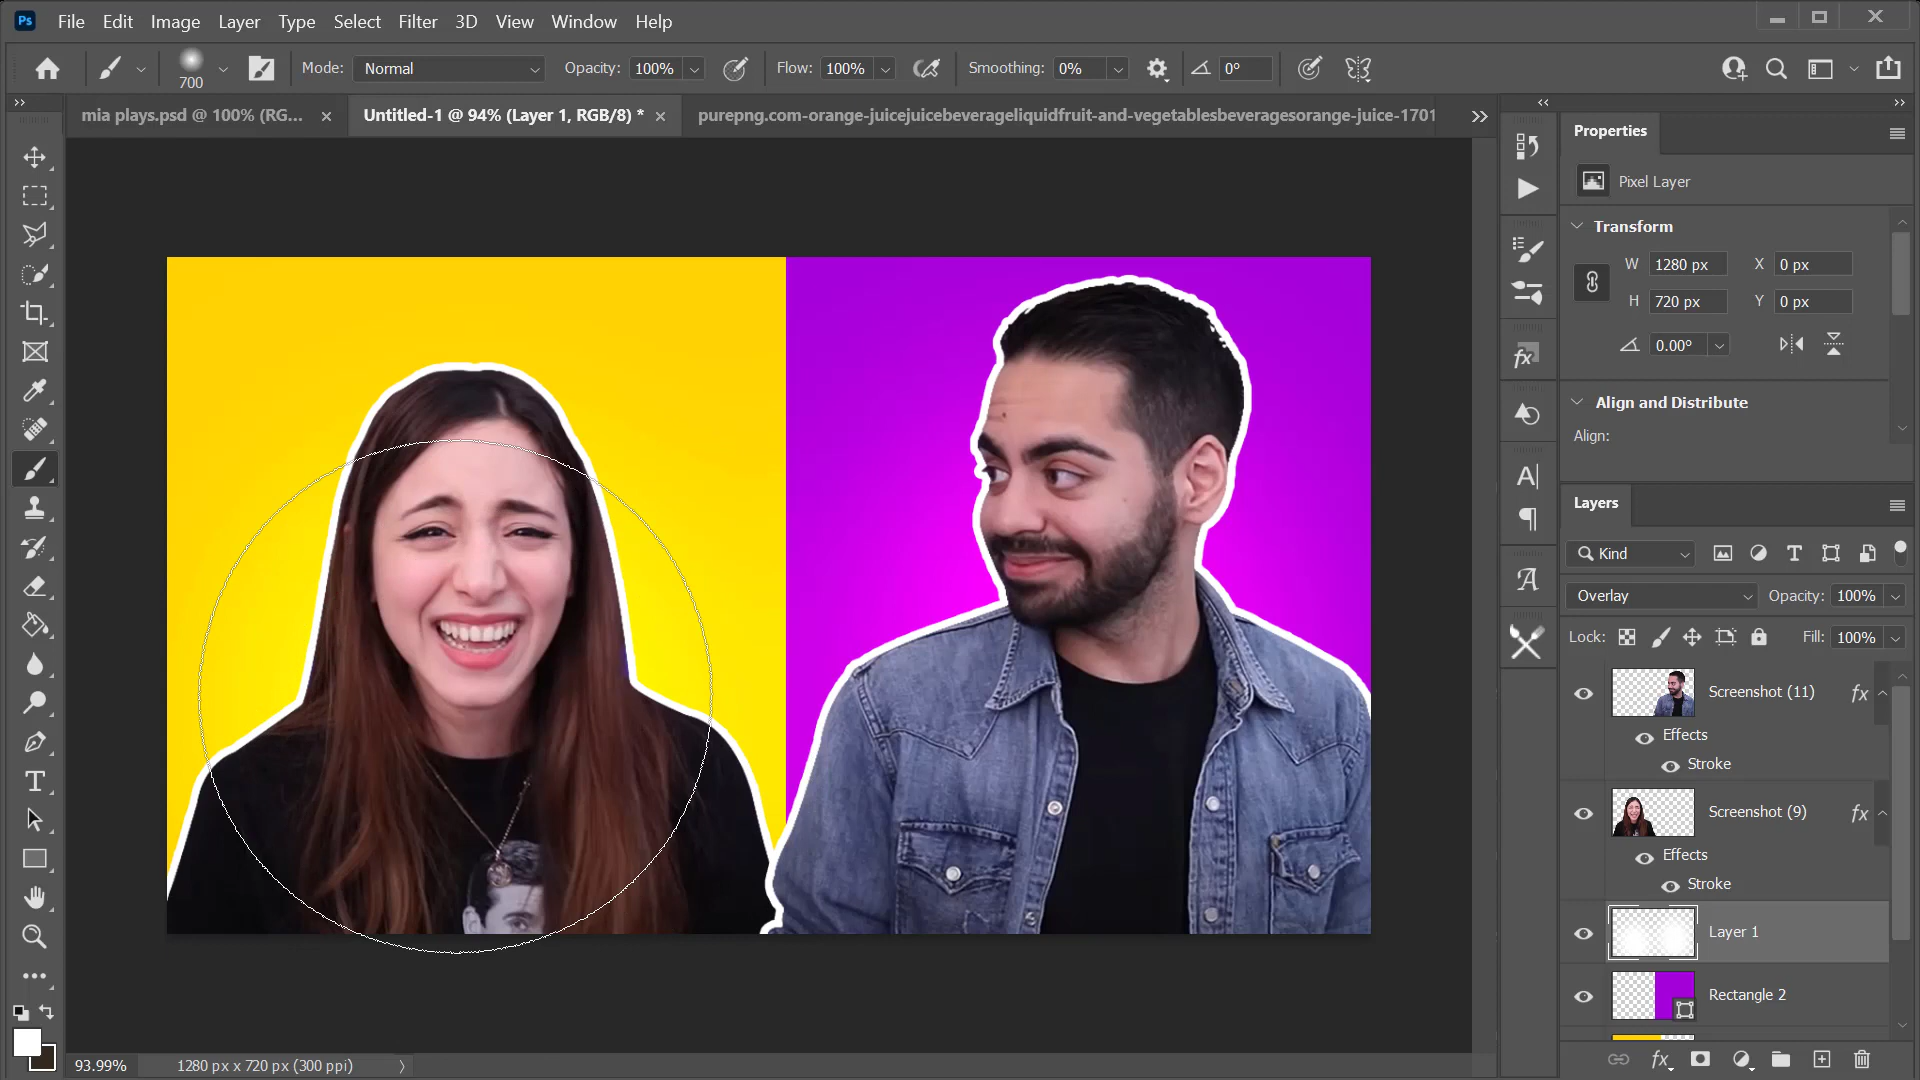 Ps File Edit Image Layer Type Select Filter 3D View Window Help
700 Mode: Normal Opacity: 100% Flow: 100% Smoothing: 0% 0°
mia plays.psd @ 100% (RG... × Untitled-1 @ 94% (Layer 1, RGB/8) * × purepng.com-orange-juicejuicebeverageliquidfruit-and-vegetablesbeveragesorange-juice-1701
Properties
Pixel Layer
Transform
W 1280 px X 0 px
H 720 px Y 0 px
0.00°
Align and Distribute
Align:
Layers
Kind
Overlay Opacity: 100%
Lock: Fill: 100%
Screenshot (11) fx
Effects
Stroke
Screenshot (9) fx
Effects
Stroke
Layer 1
Rectangle 2
93.99% 1280 px x 720 px (300 ppi)